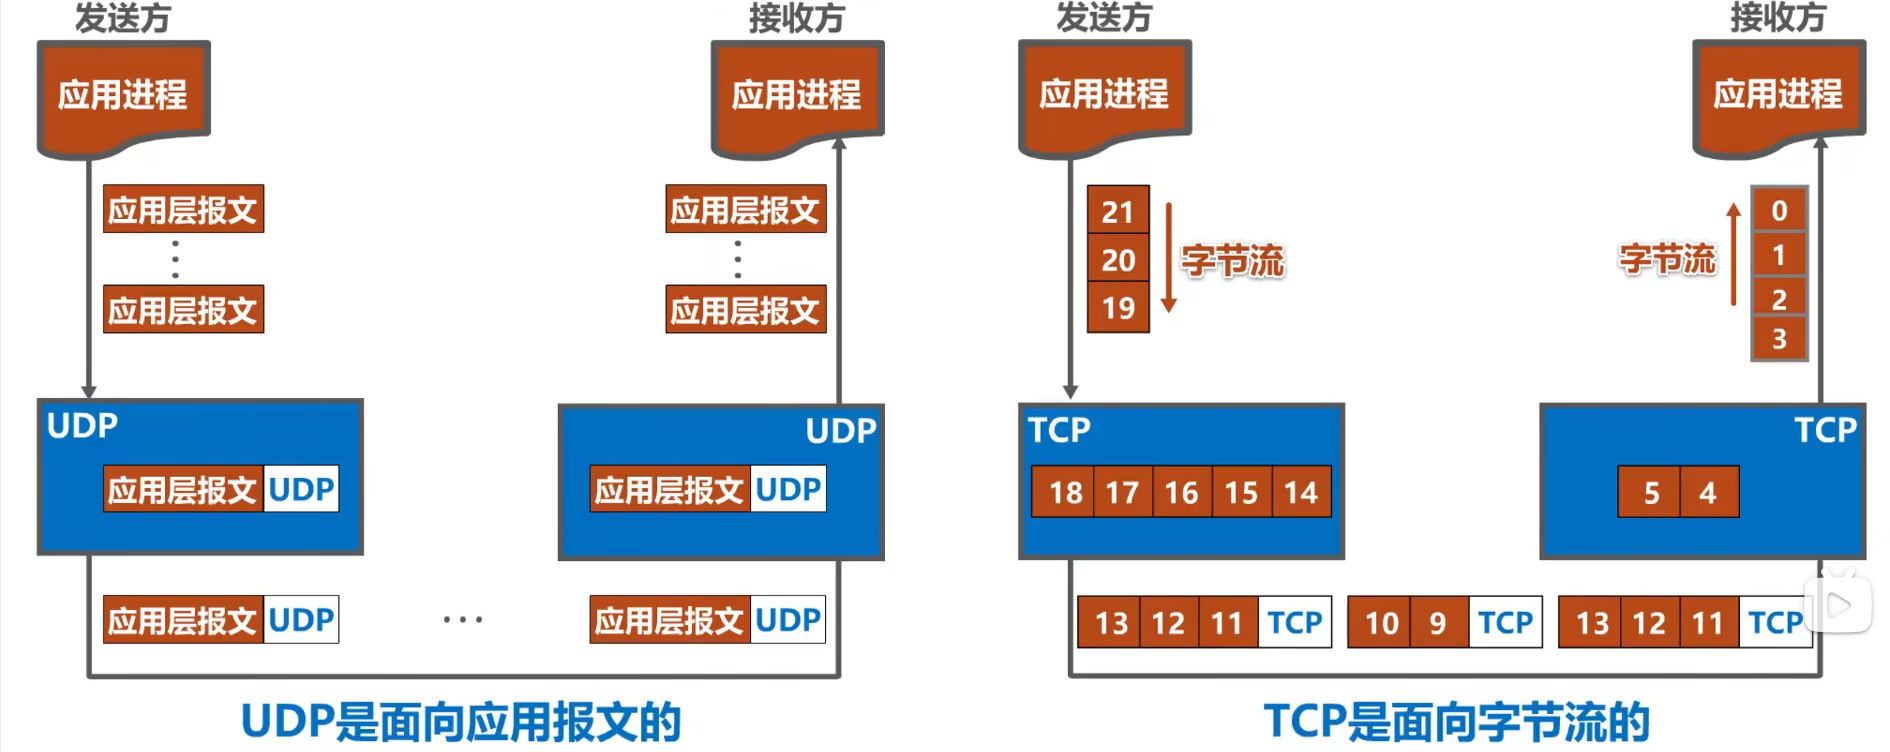 发送方
接收方
应用进程
应用进程
应用层报文
应用层报文
应用层报文
应用层报文
UDP
UDP
应用层报文 UDP
应用层报文 UDP
应用层报文 UDP
...
应用层报文 UDP
UDP是面向应用报文的
发送方
接收方
应用进程
应用进程
21
20
19
字节流
字节流
0
1
2
3
TCP
TCP
18 17 16 15 14
5 4
13 12 11 TCP
10 9 TCP
13 12 11 TCP
TCP是面向字节流的